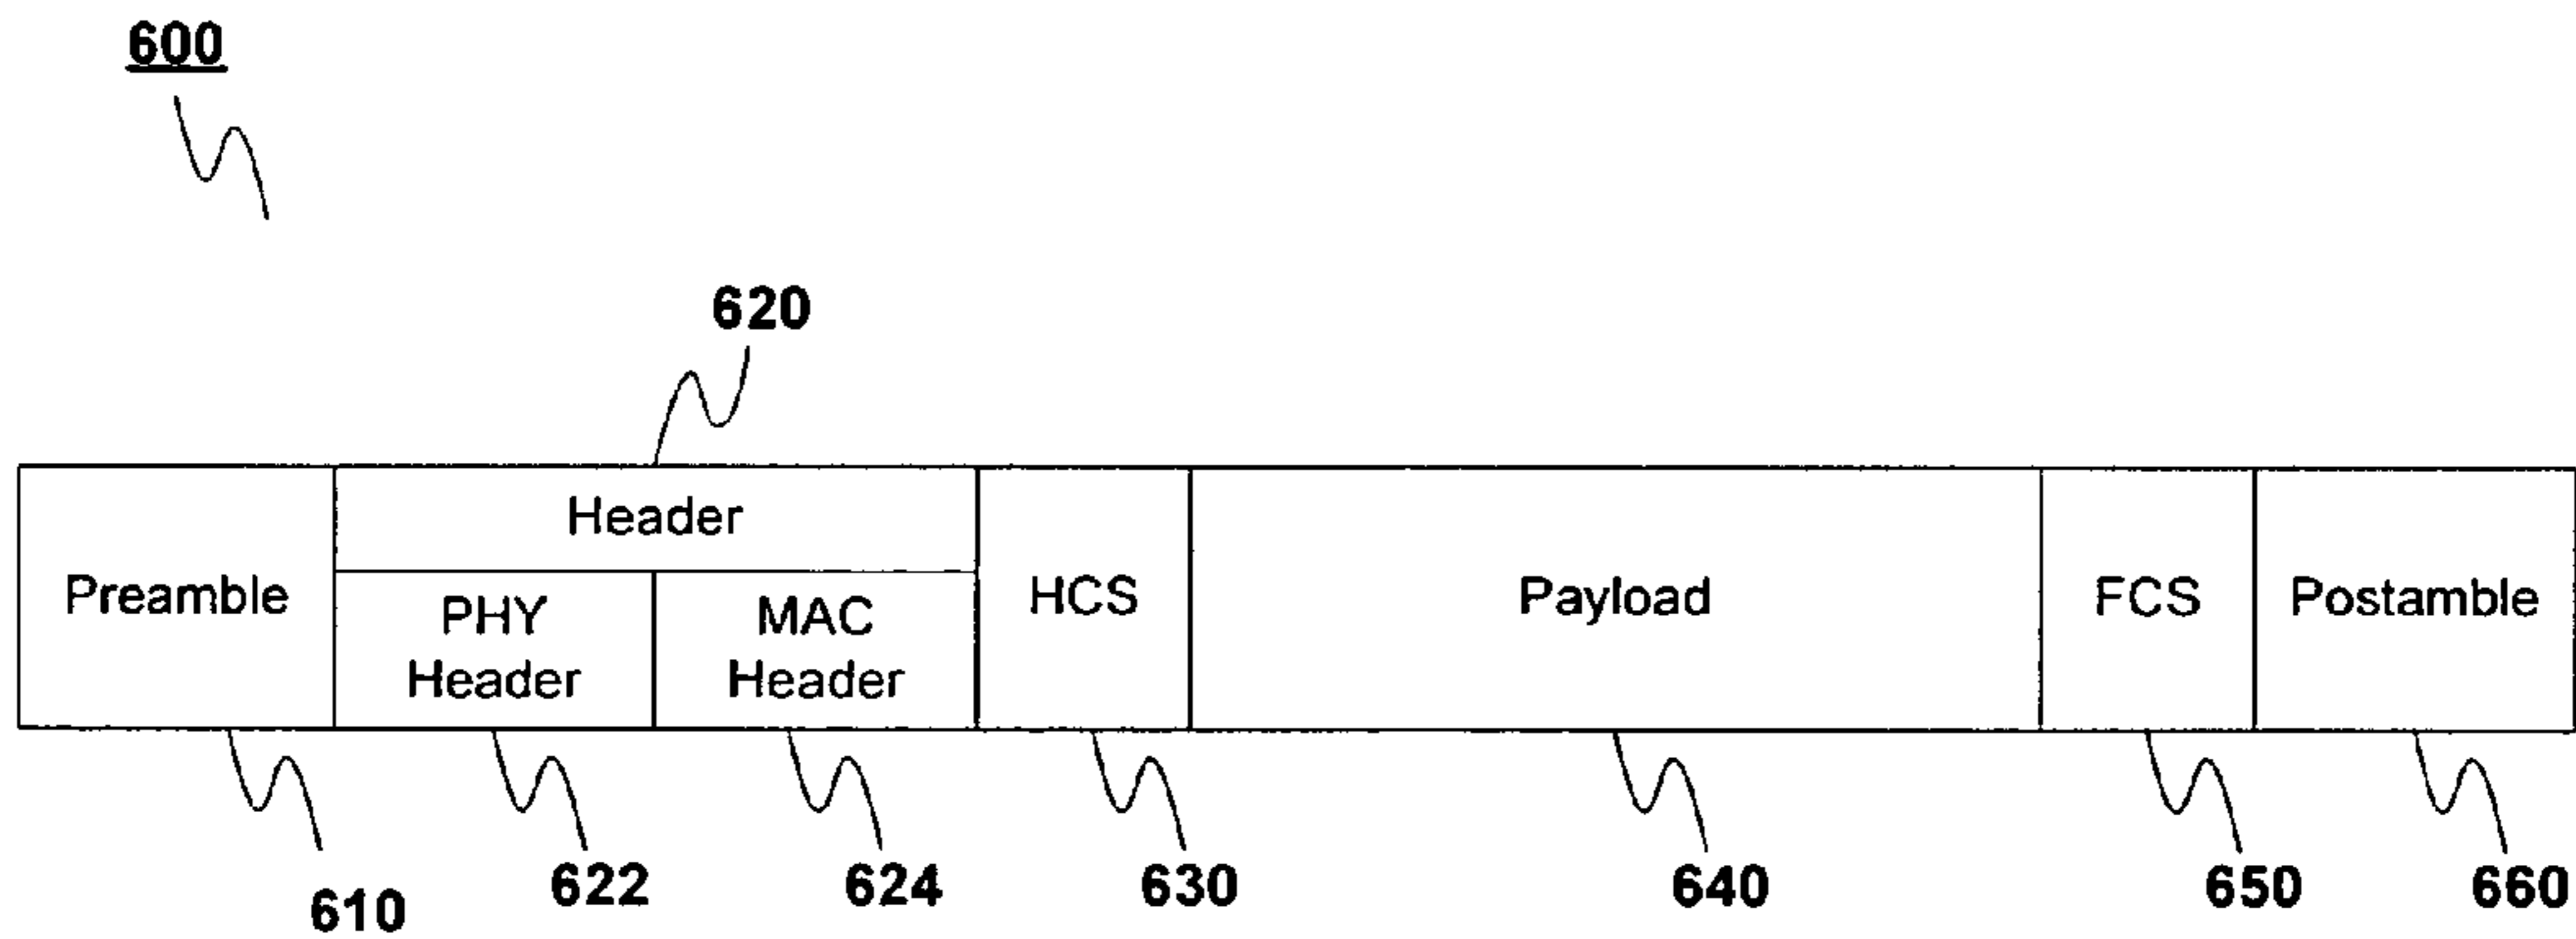 600
620
Preamble
Header
PHY
Header
MAC
Header
HCS
Payload
FCS
Postamble
610
622
624
630
640
650
660